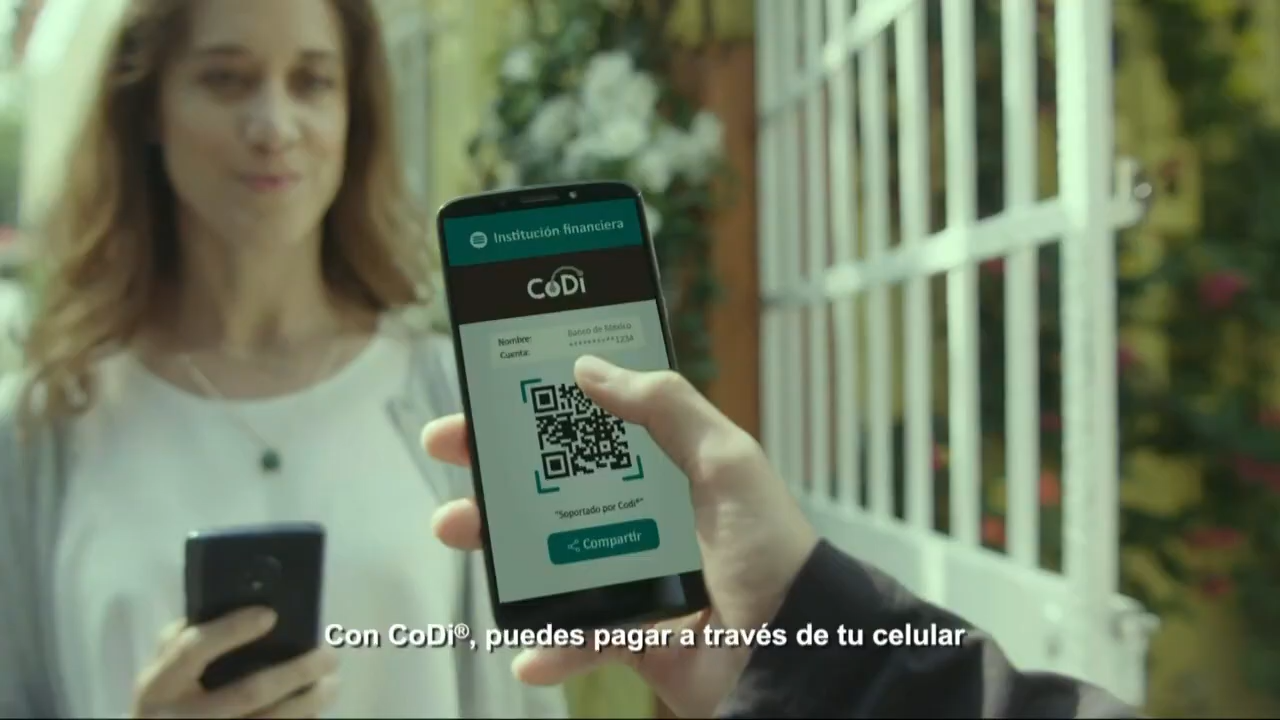 Institución financiera
CoDi
Nombre: Banco de México
Cuenta: **********1234
"Soportado por Codi®"
Compartir
Con CoDi®, puedes pagar a través de tu celular